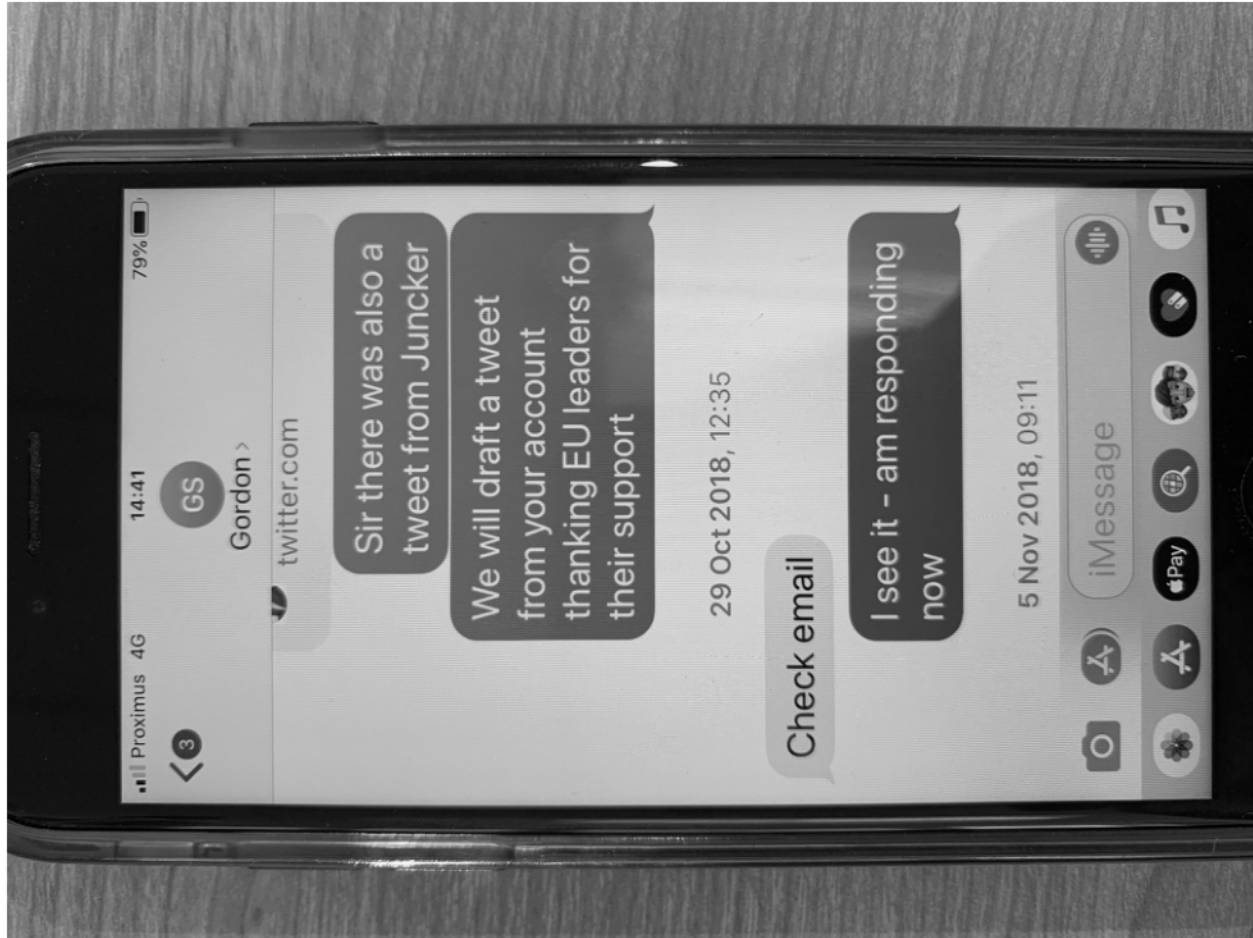 Proximus 4G
14:41
79%
3
GS
Gordon >
twitter.com
Sir there was also a
tweet from Juncker
We will draft a tweet
from your account
thanking EU leaders for
their support
29 Oct 2018, 12:35
Check email
I see it - am responding
now
5 Nov 2018, 09:11
iMessage
Pay